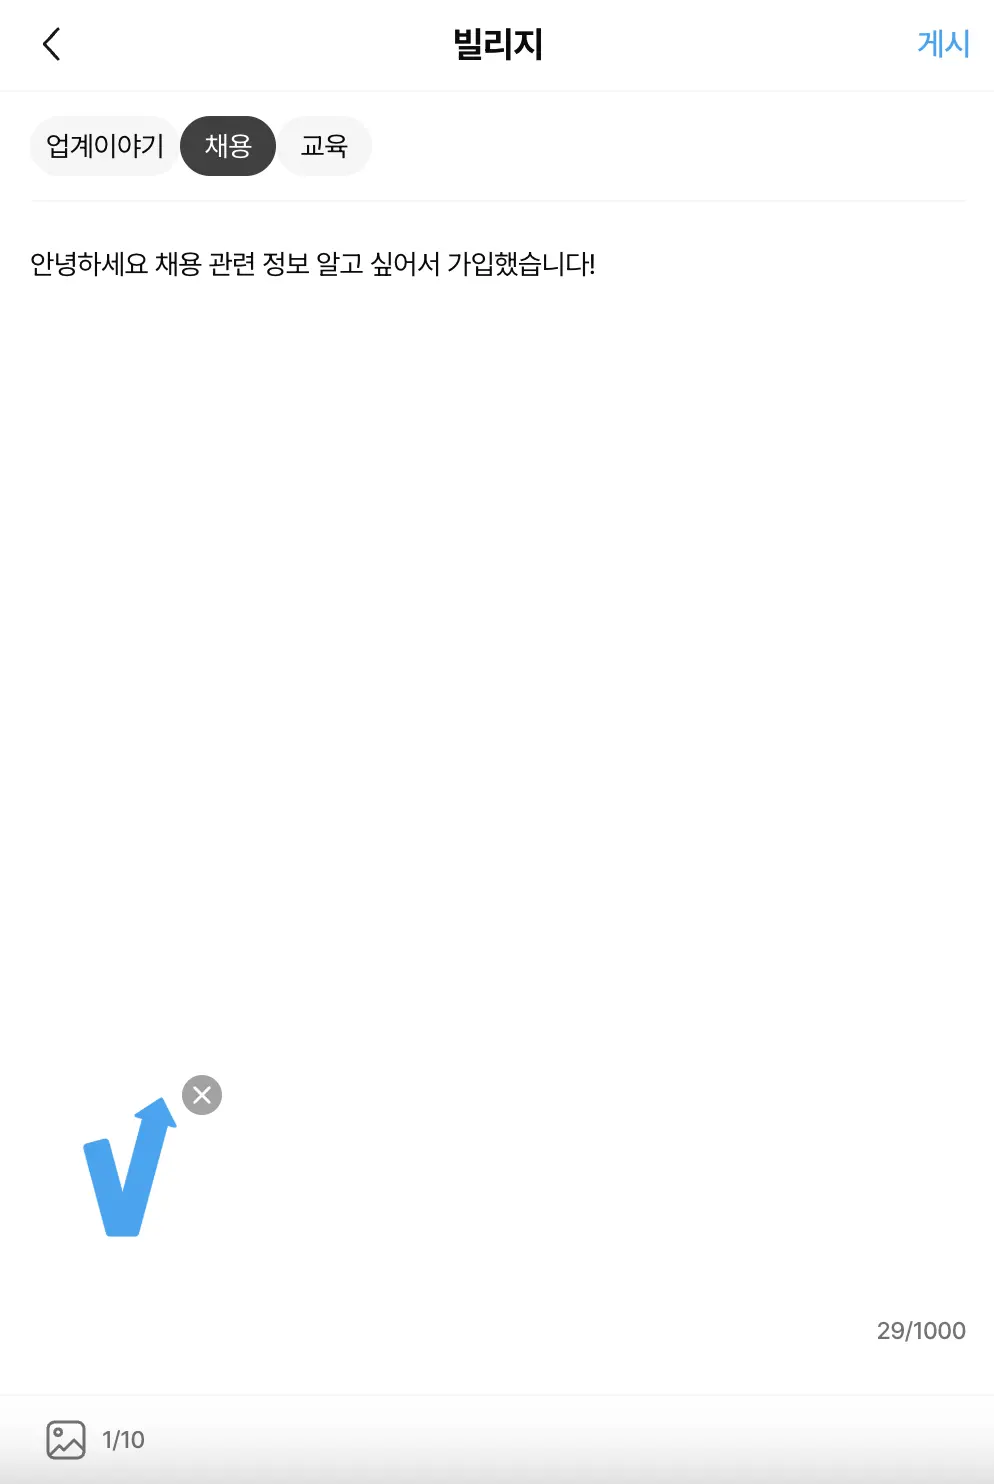 빌리지
게시
업계이야기 채용 교육
안녕하세요 채용 관련 정보 알고 싶어서 가입했습니다!
29/1000
1/10